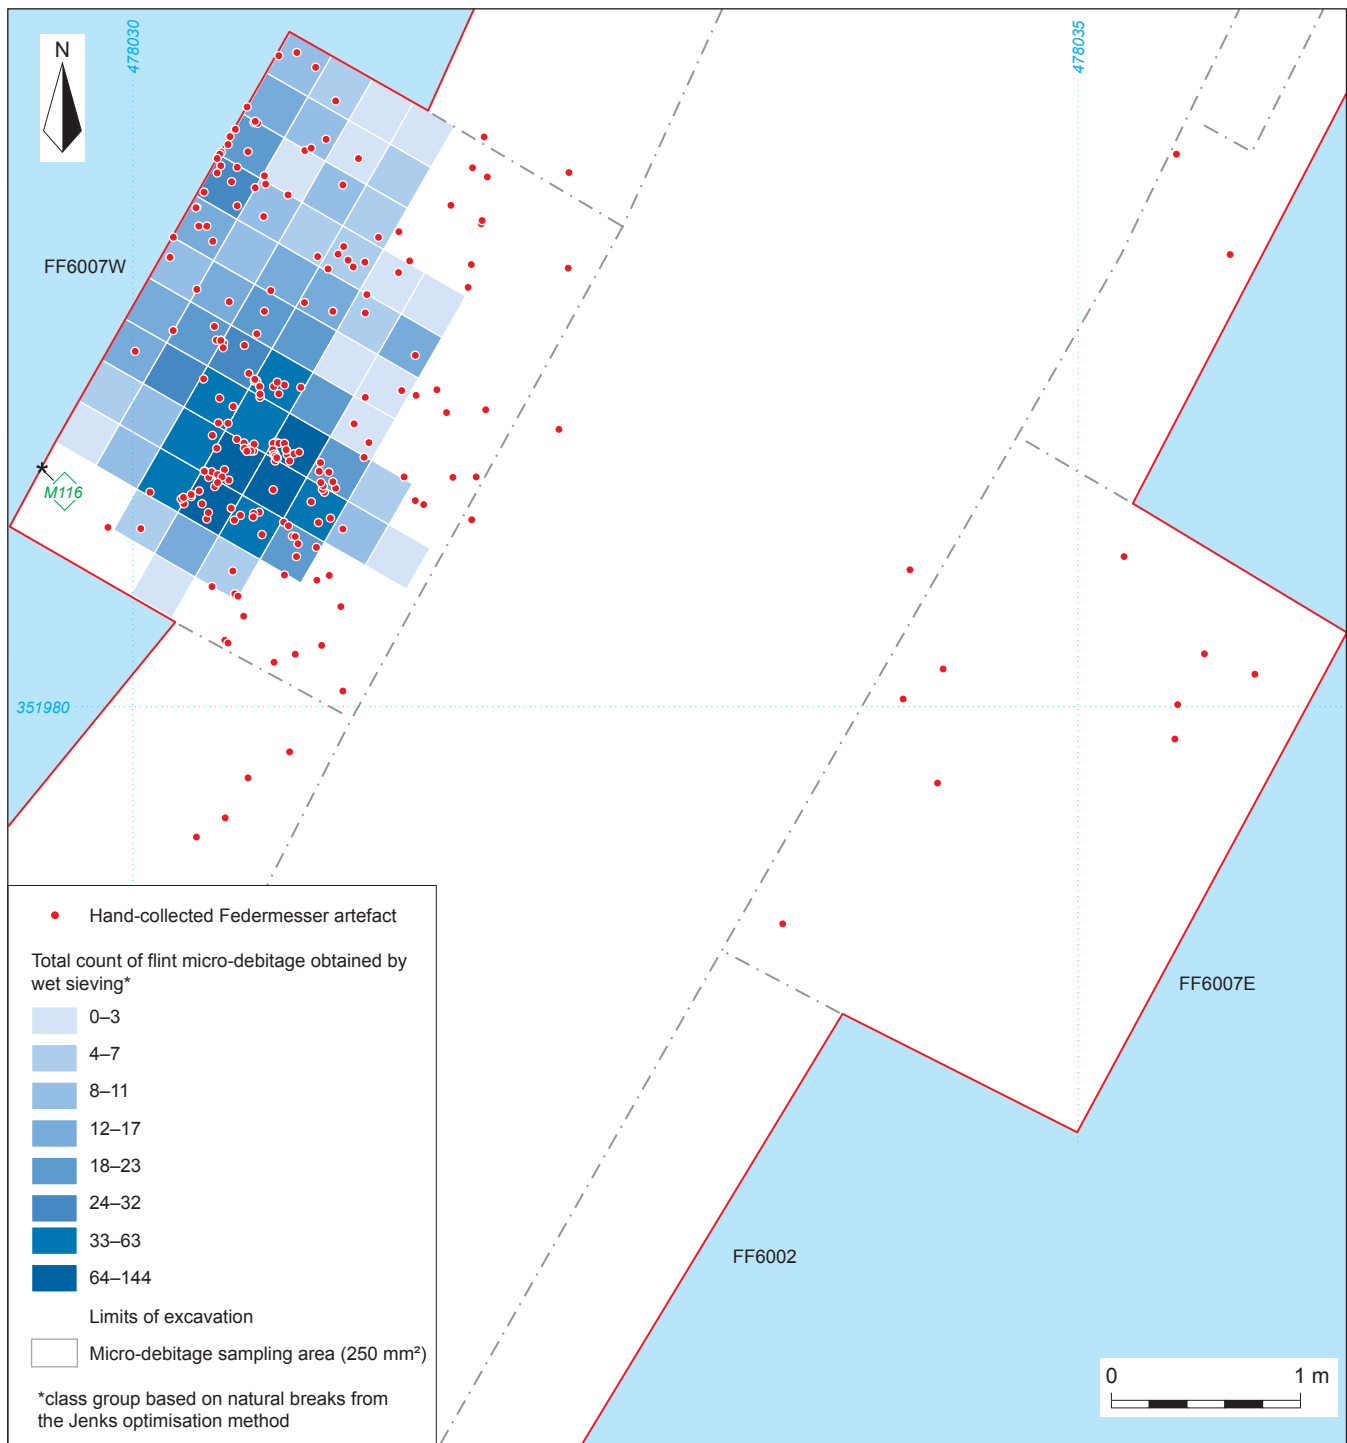 478030
478035
N
FF6007W
*
M116
351980
FF6007E
FF6002
Hand-collected Federmesser artefact
Total count of flint micro-debitage obtained by
wet sieving*
0–3
4–7
8–11
12–17
18–23
24–32
33–63
64–144
Limits of excavation
Micro-debitage sampling area (250 mm²)
*class group based on natural breaks from
the Jenks optimisation method
0 1 m